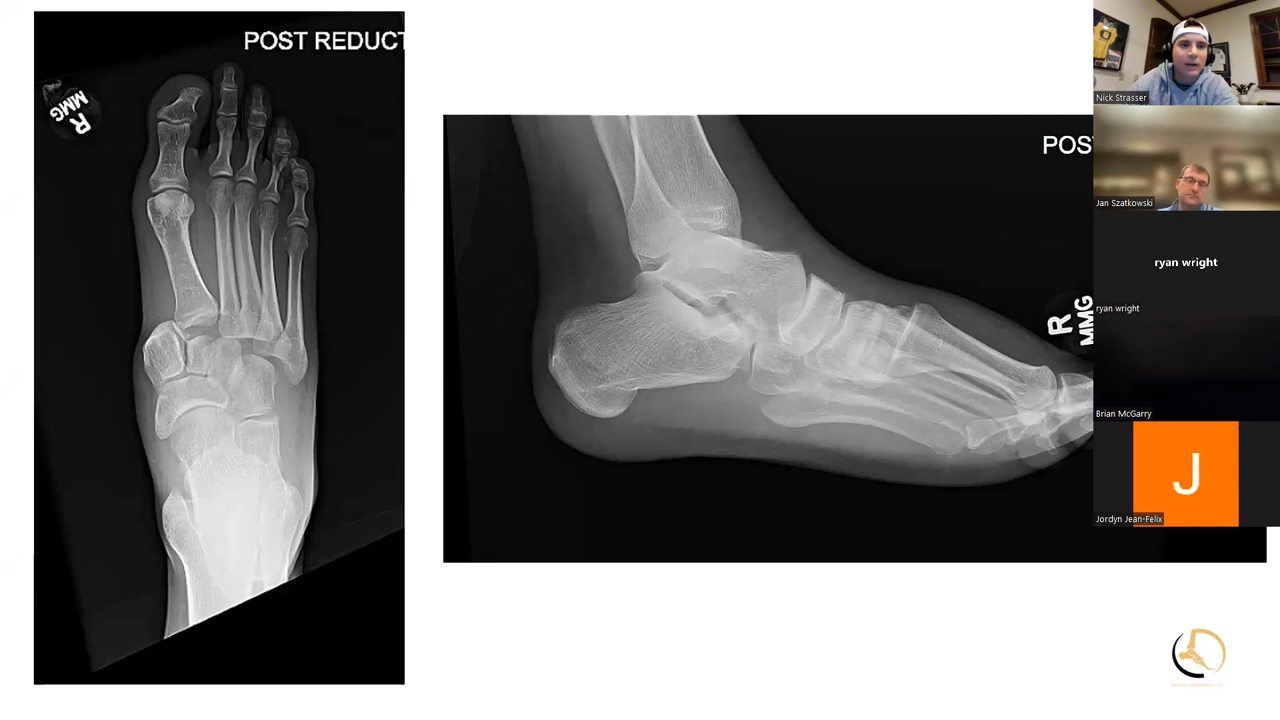 POST REDUCT
R
MMG
POS
R
MMG
Nick Strasser
Jan Szatkowski
ryan wright
ryan wright
Brian McGarry
J
Jordyn Jean-Felix